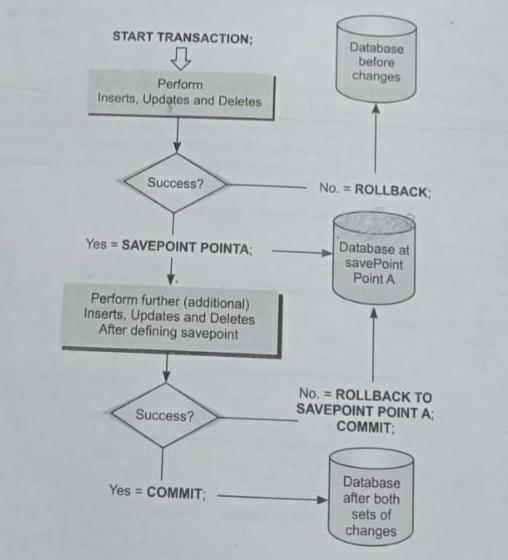 START TRANSACTION;
Database
before
changes
Perform
Inserts, Updates and Deletes
Success?
No. = ROLLBACK;
Yes = SAVEPOINT POINTA;
Database at
savePoint
Point A
Perform further (additional)
Inserts, Updates and Deletes
After defining savepoint
Success?
No. = ROLLBACK TO
SAVEPOINT POINT A;
COMMIT;
Yes = COMMIT;
Database
after both
sets of
changes